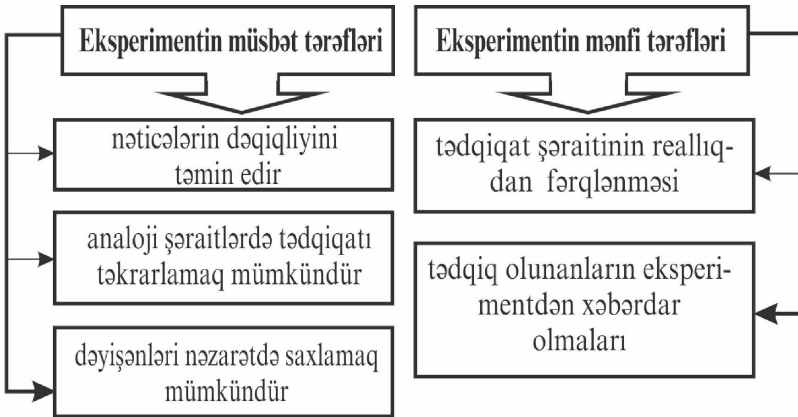 Eksperimentin müsbət tərəfləri
nəticələrin dəqiqliyini
təmin edir
analoji şəraitlərdə tədqiqatı
təkrarlamaq mümkündür
dəyişənləri nəzarətdə saxlamaq
mümkündür
Eksperimentin mənfi tərəfləri
tədqiqat şəraitinin reallıq-
dan fərqlənməsi
tədqiq olunanların eksperi-
mentdən xəbərdar
olmaları